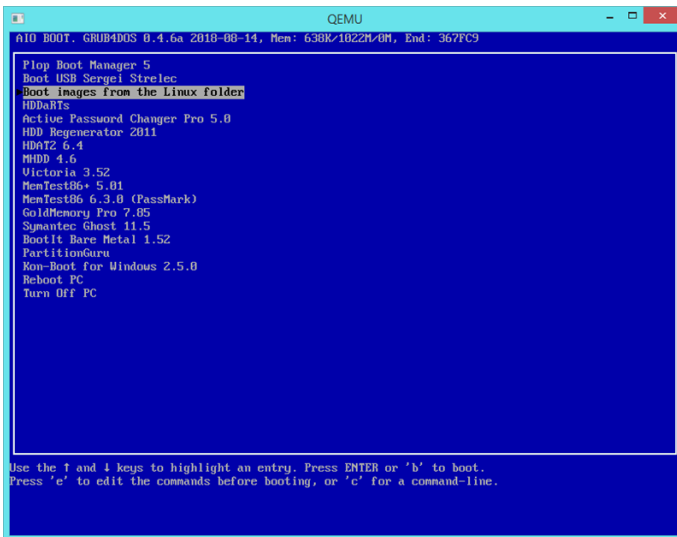 QEMU
AIO BOOT. GRUB4DOS 0.4.6a 2018-08-14, Mem: 638K/1022M/0M, End: 367FC9
Plop Boot Manager 5
Boot USB Sergei Strelec
Boot images from the Linux folder
HDDaRTs
Active Password Changer Pro 5.0
HDD Regenerator 2011
HDAT2 6.4
MHDD 4.6
Victoria 3.52
MemTest86+ 5.01
MemTest86 6.3.0 (PassMark)
GoldMemory Pro 7.85
Symantec Ghost 11.5
BootIt Bare Metal 1.52
PartitionGuru
Kon-Boot for Windows 2.5.0
Reboot PC
Turn Off PC
Use the ↑ and ↓ keys to highlight an entry. Press ENTER or 'b' to boot.
Press 'e' to edit the commands before booting, or 'c' for a command-line.